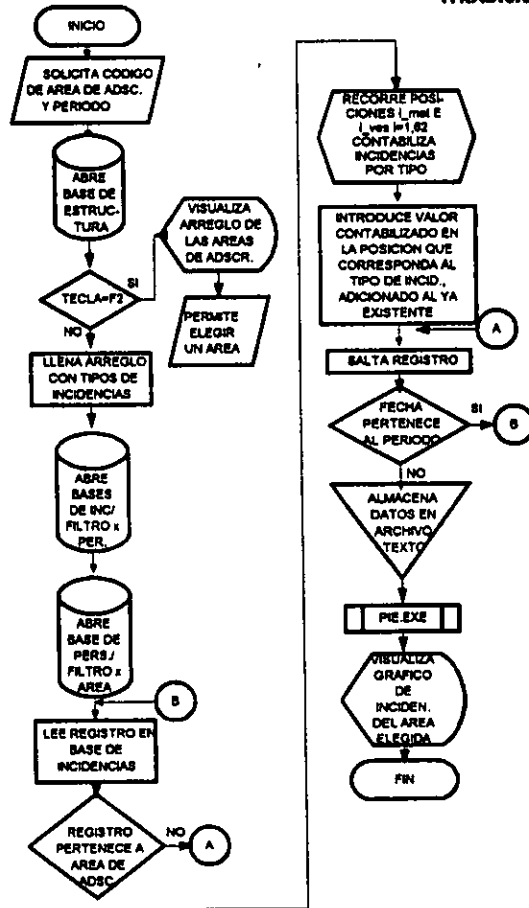 INICIO
SOLICITA CODIGO
DE AREA DE ADSC.
Y PERIODO
ABRE
BASE DE
ESTRUC-
TURA
TECLA=F2
SI
VISUALIZA
ARREGLO DE
LAS AREAS
DE ADSCR.
PERMITE
ELEGIR
UN AREA
NO
LLENA ARREGLO
CON TIPOS DE
INCIDENCIAS
ABRE
BASES
DE INC/
FILTRO x
PER.
ABRE
BASE DE
PERS./
FILTRO x
AREA
B
LEE REGISTRO EN
BASE DE
INCIDENCIAS
REGISTRO
PERTENECE A
AREA DE
ADSC
NO
A
RECORRE POSI-
CIONES i_mat E
i_ves i=1,62
CONTABILIZA
INCIDENCIAS
POR TIPO
INTRODUCE VALOR
CONTABILIZADO EN
LA POSICION QUE
CORRESPONDA AL
TIPO DE INCID.,
ADICIONADO AL YA
EXISTENTE
A
SALTA REGISTRO
FECHA
PERTENECE
AL PERIODO
SI
B
NO
ALMACENA
DATOS EN
ARCHIVO
TEXTO
PIE.EXE
VISUALIZA
GRAFICO
DE
INCIDEN.
DEL AREA
ELEGIDA
FIN